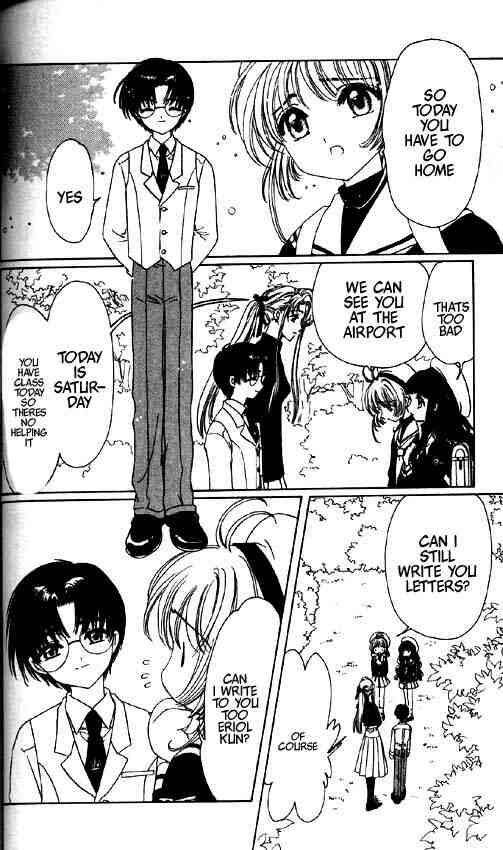 SO
TODAY
YOU
HAVE TO
GO
HOME
YES
THATS
TOO
BAD
WE CAN
SEE YOU
AT THE
AIRPORT
TODAY
IS
SATUR-
DAY
YOU
HAVE
CLASS
TODAY
SO
THERES
NO
HELPING
IT
CAN I
STILL
WRITE YOU
LETTERS?
OF
COURSE
CAN
I WRITE
TO YOU
TOO
ERIOL
KUN?